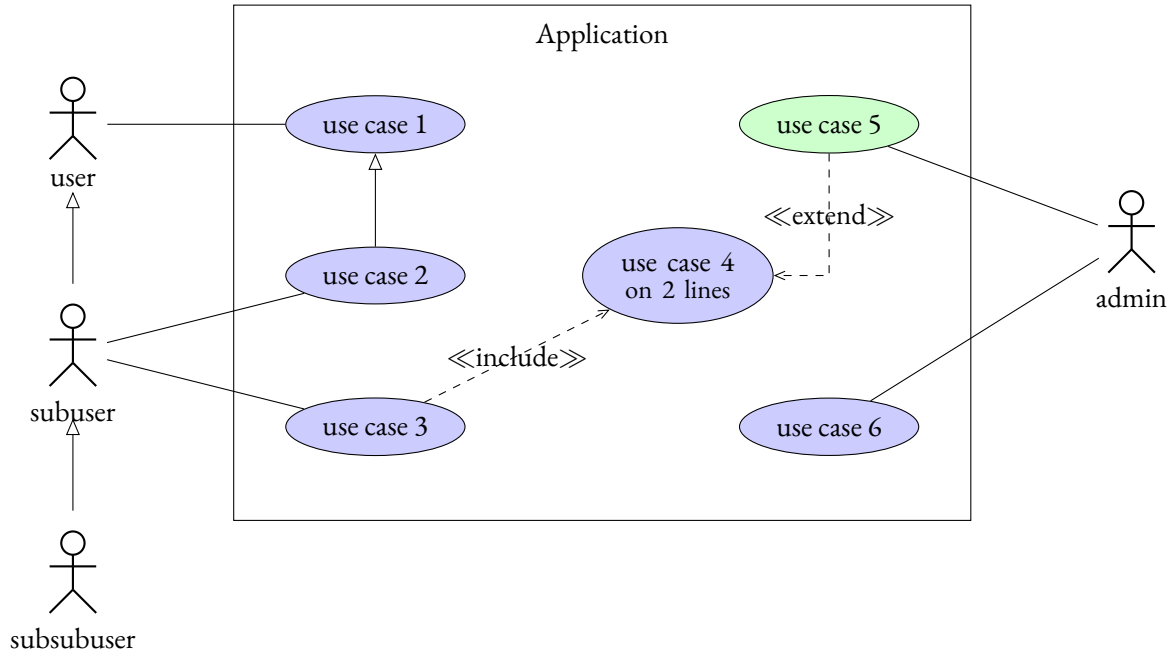 Application
use case 1
use case 5
user
≪extend≫
use case 2
use case 4
on 2 lines
admin
≪include≫
subuser
use case 3
use case 6
subsubuser